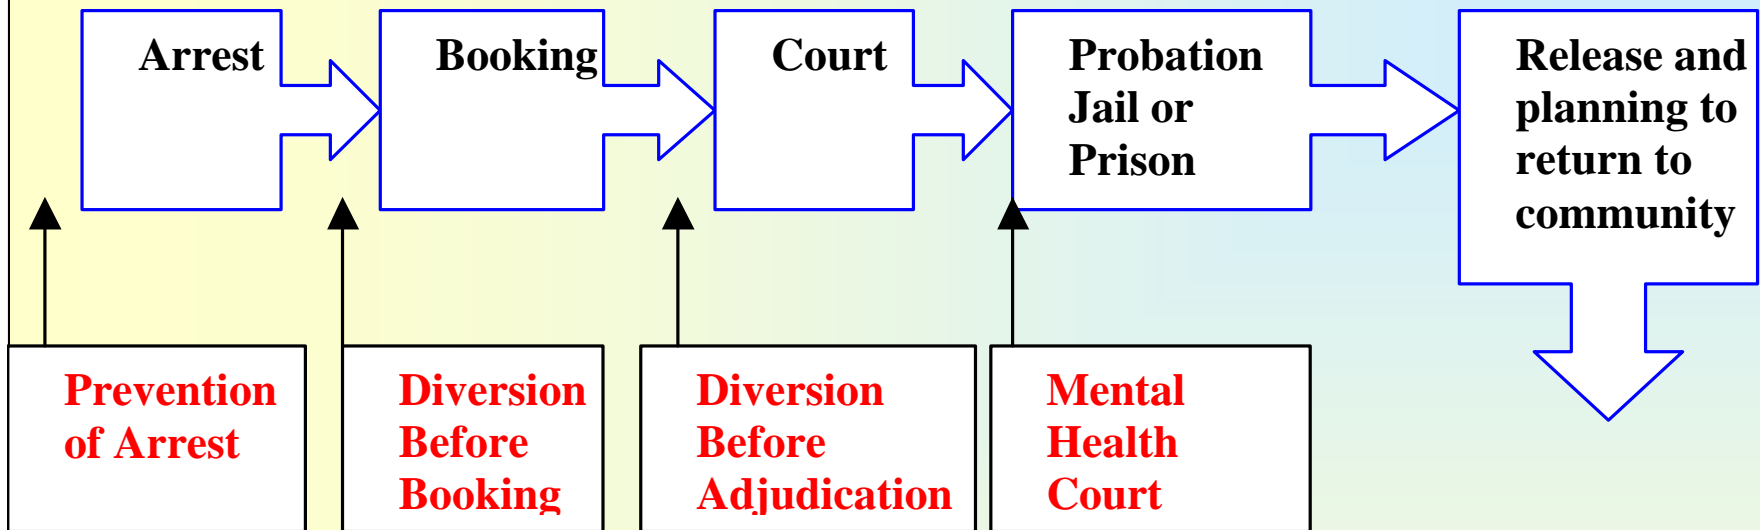 Arrest
Booking
Court
Probation
Jail or
Prison
Release and
planning to
return to
community
Prevention
of Arrest
Diversion
Before
Booking
Diversion
Before
Adjudication
Mental
Health
Court